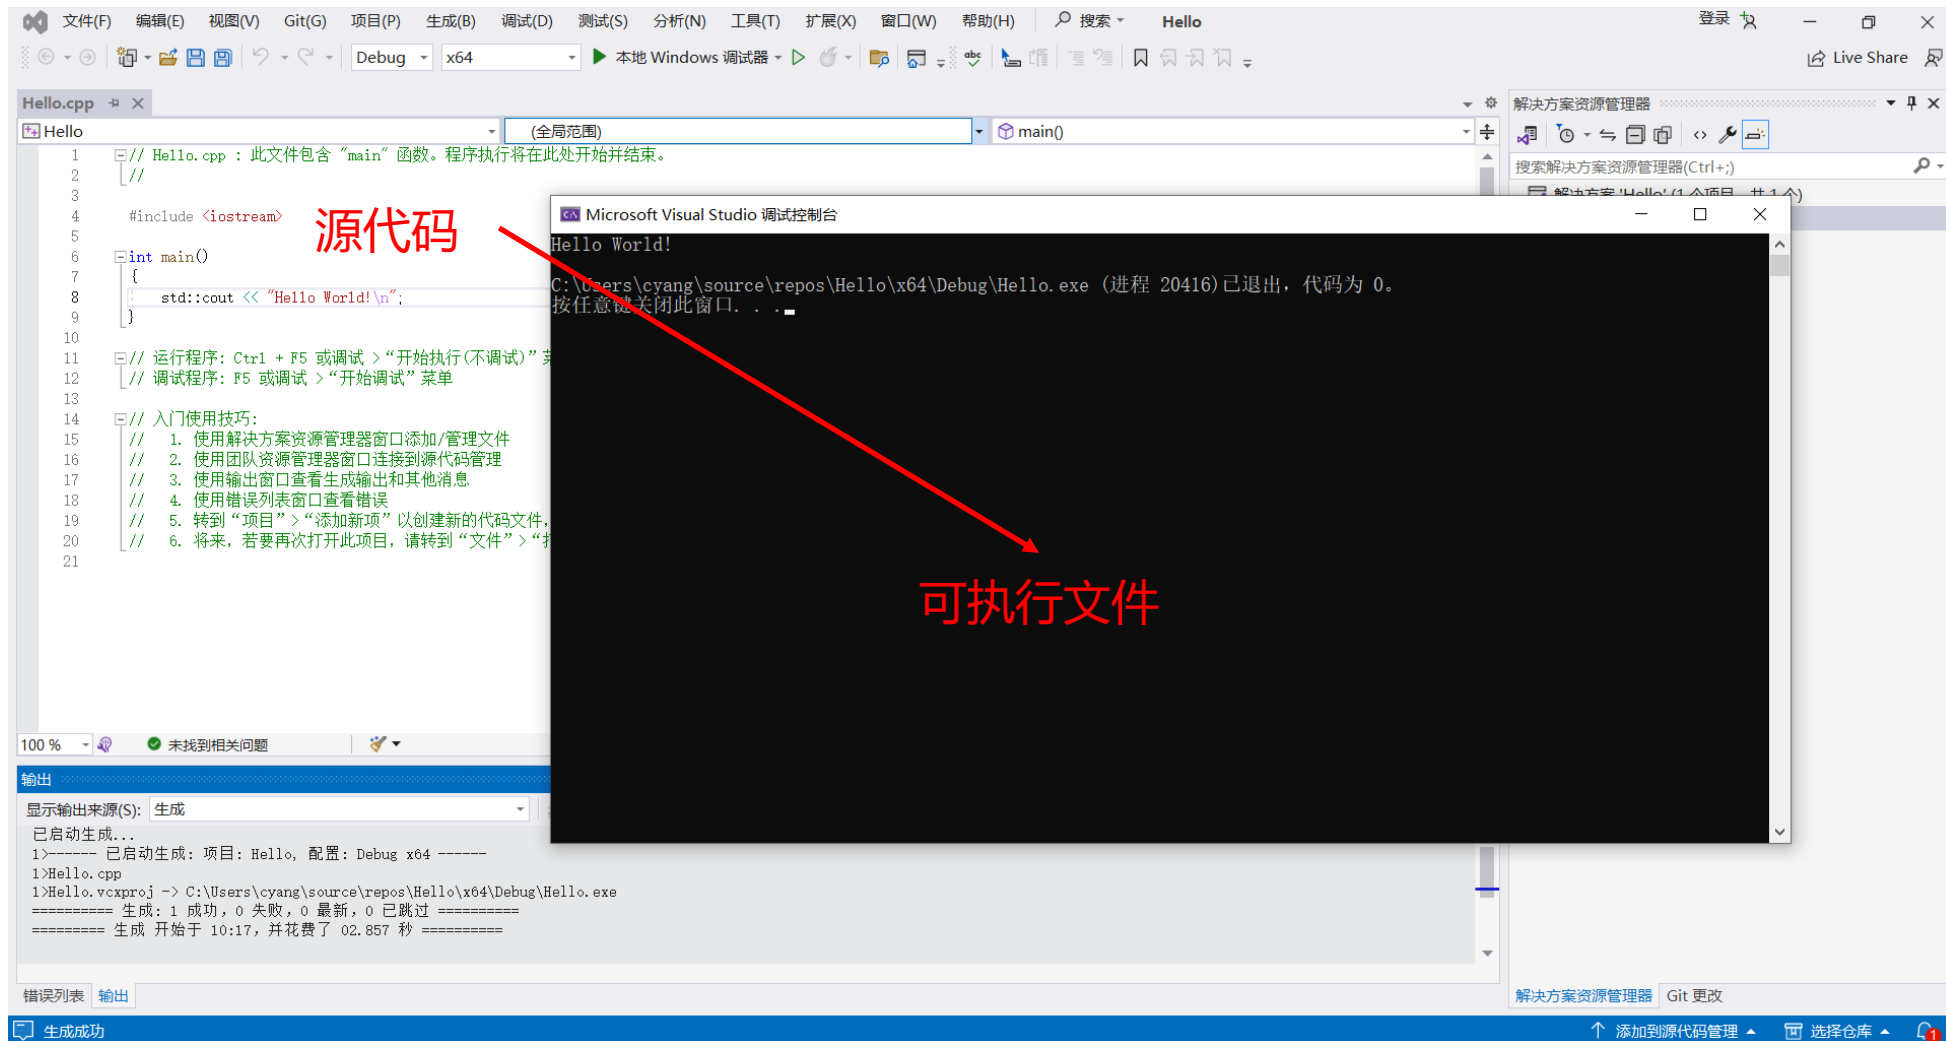 文件(F) 编辑(E) 视图(V) Git(G) 项目(P) 生成(B) 调试(D) 测试(S) 分析(N) 工具(T) 扩展(X) 窗口(W) 帮助(H) 搜索 Hello 登录
Debug x64 本地 Windows 调试器 Live Share
Hello.cpp
Hello (全局范围) main()
1 // Hello.cpp : 此文件包含 "main" 函数。程序执行将在此处开始并结束。
2 //
3
4 #include <iostream>
5
6 int main()
7 {
8 std::cout << "Hello World!\n";
9 }
10
11 // 运行程序: Ctrl + F5 或调试 >“开始执行(不调试)”菜
12 // 调试程序: F5 或调试 >“开始调试”菜单
13
14 // 入门使用技巧:
15 // 1. 使用解决方案资源管理器窗口添加/管理文件
16 // 2. 使用团队资源管理器窗口连接到源代码管理
17 // 3. 使用输出窗口查看生成输出和其他消息
18 // 4. 使用错误列表窗口查看错误
19 // 5. 转到“项目”>“添加新项”以创建新的代码文件,
20 // 6. 将来，若要再次打开此项目，请转到“文件”>“打
21
源代码
Microsoft Visual Studio 调试控制台
Hello World!
C:\Users\cyang\source\repos\Hello\x64\Debug\Hello.exe (进程 20416)已退出，代码为 0。
按任意键关闭此窗口. . .
可执行文件
解决方案资源管理器
搜索解决方案资源管理器(Ctrl+;)
解决方案 'Hello' (1 个项目，共 1 个)
100 % 未找到相关问题
输出
显示输出来源(S): 生成
已启动生成...
1>------ 已启动生成: 项目: Hello, 配置: Debug x64 ------
1>Hello.cpp
1>Hello.vcxproj -> C:\Users\cyang\source\repos\Hello\x64\Debug\Hello.exe
========== 生成: 1 成功，0 失败，0 最新，0 已跳过 ==========
========= 生成 开始于 10:17，并花费了 02.857 秒 ==========
错误列表 输出
解决方案资源管理器 Git 更改
生成成功 添加到源代码管理 选择仓库 1